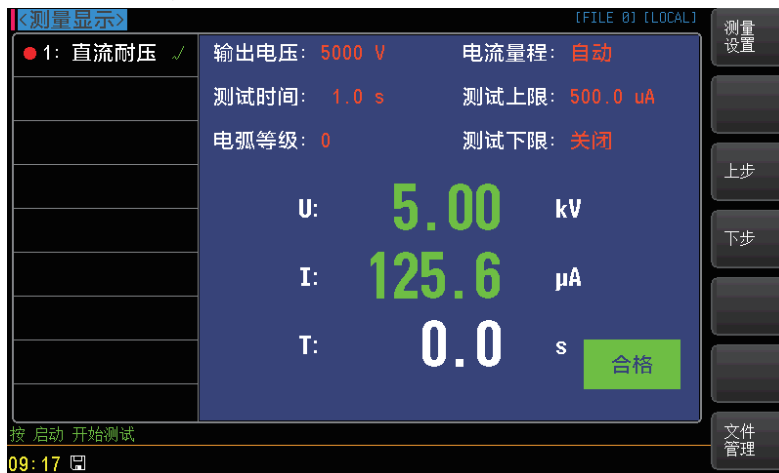 <测量显示> [FILE 0] [LOCAL]
1: 直流耐压 √
输出电压: 5000 V 电流量程: 自动
测试时间: 1.0 s 测试上限: 500.0 uA
电弧等级: 0 测试下限: 关闭
U: 5.00 kV
I: 125.6 μA
T: 0.0 s
合格
按 启动 开始测试
09:17
测量
设置
上步
下步
文件
管理